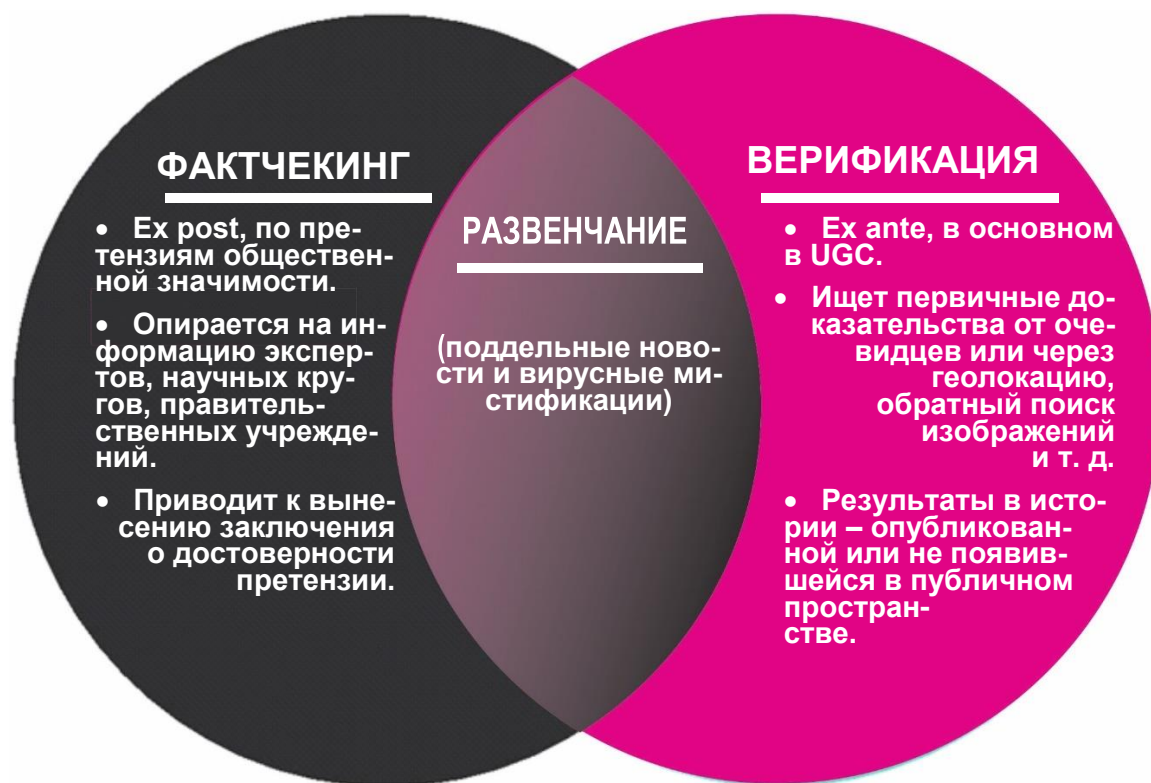 ФАКТЧЕКИНГ
• Ex post, по пре-
тензиям обществен-
ной значимости.
• Опирается на ин-
формацию экспер-
тов, научных кру-
гов, правитель-
ственных учрежде-
ний.
• Приводит к выне-
сению заключения
о достоверности
претензии.
РАЗВЕНЧАНИЕ
(поддельные ново-
сти и вирусные ми-
стификации)
ВЕРИФИКАЦИЯ
• Ex ante, в основном
в UGC.
• Ищет первичные до-
казательства от оче-
видцев или через
геолокацию,
обратный поиск
изображений
и т. д.
• Результаты в исто-
рии – опубликован-
ной или не появив-
шейся в публичном
простран-
стве.